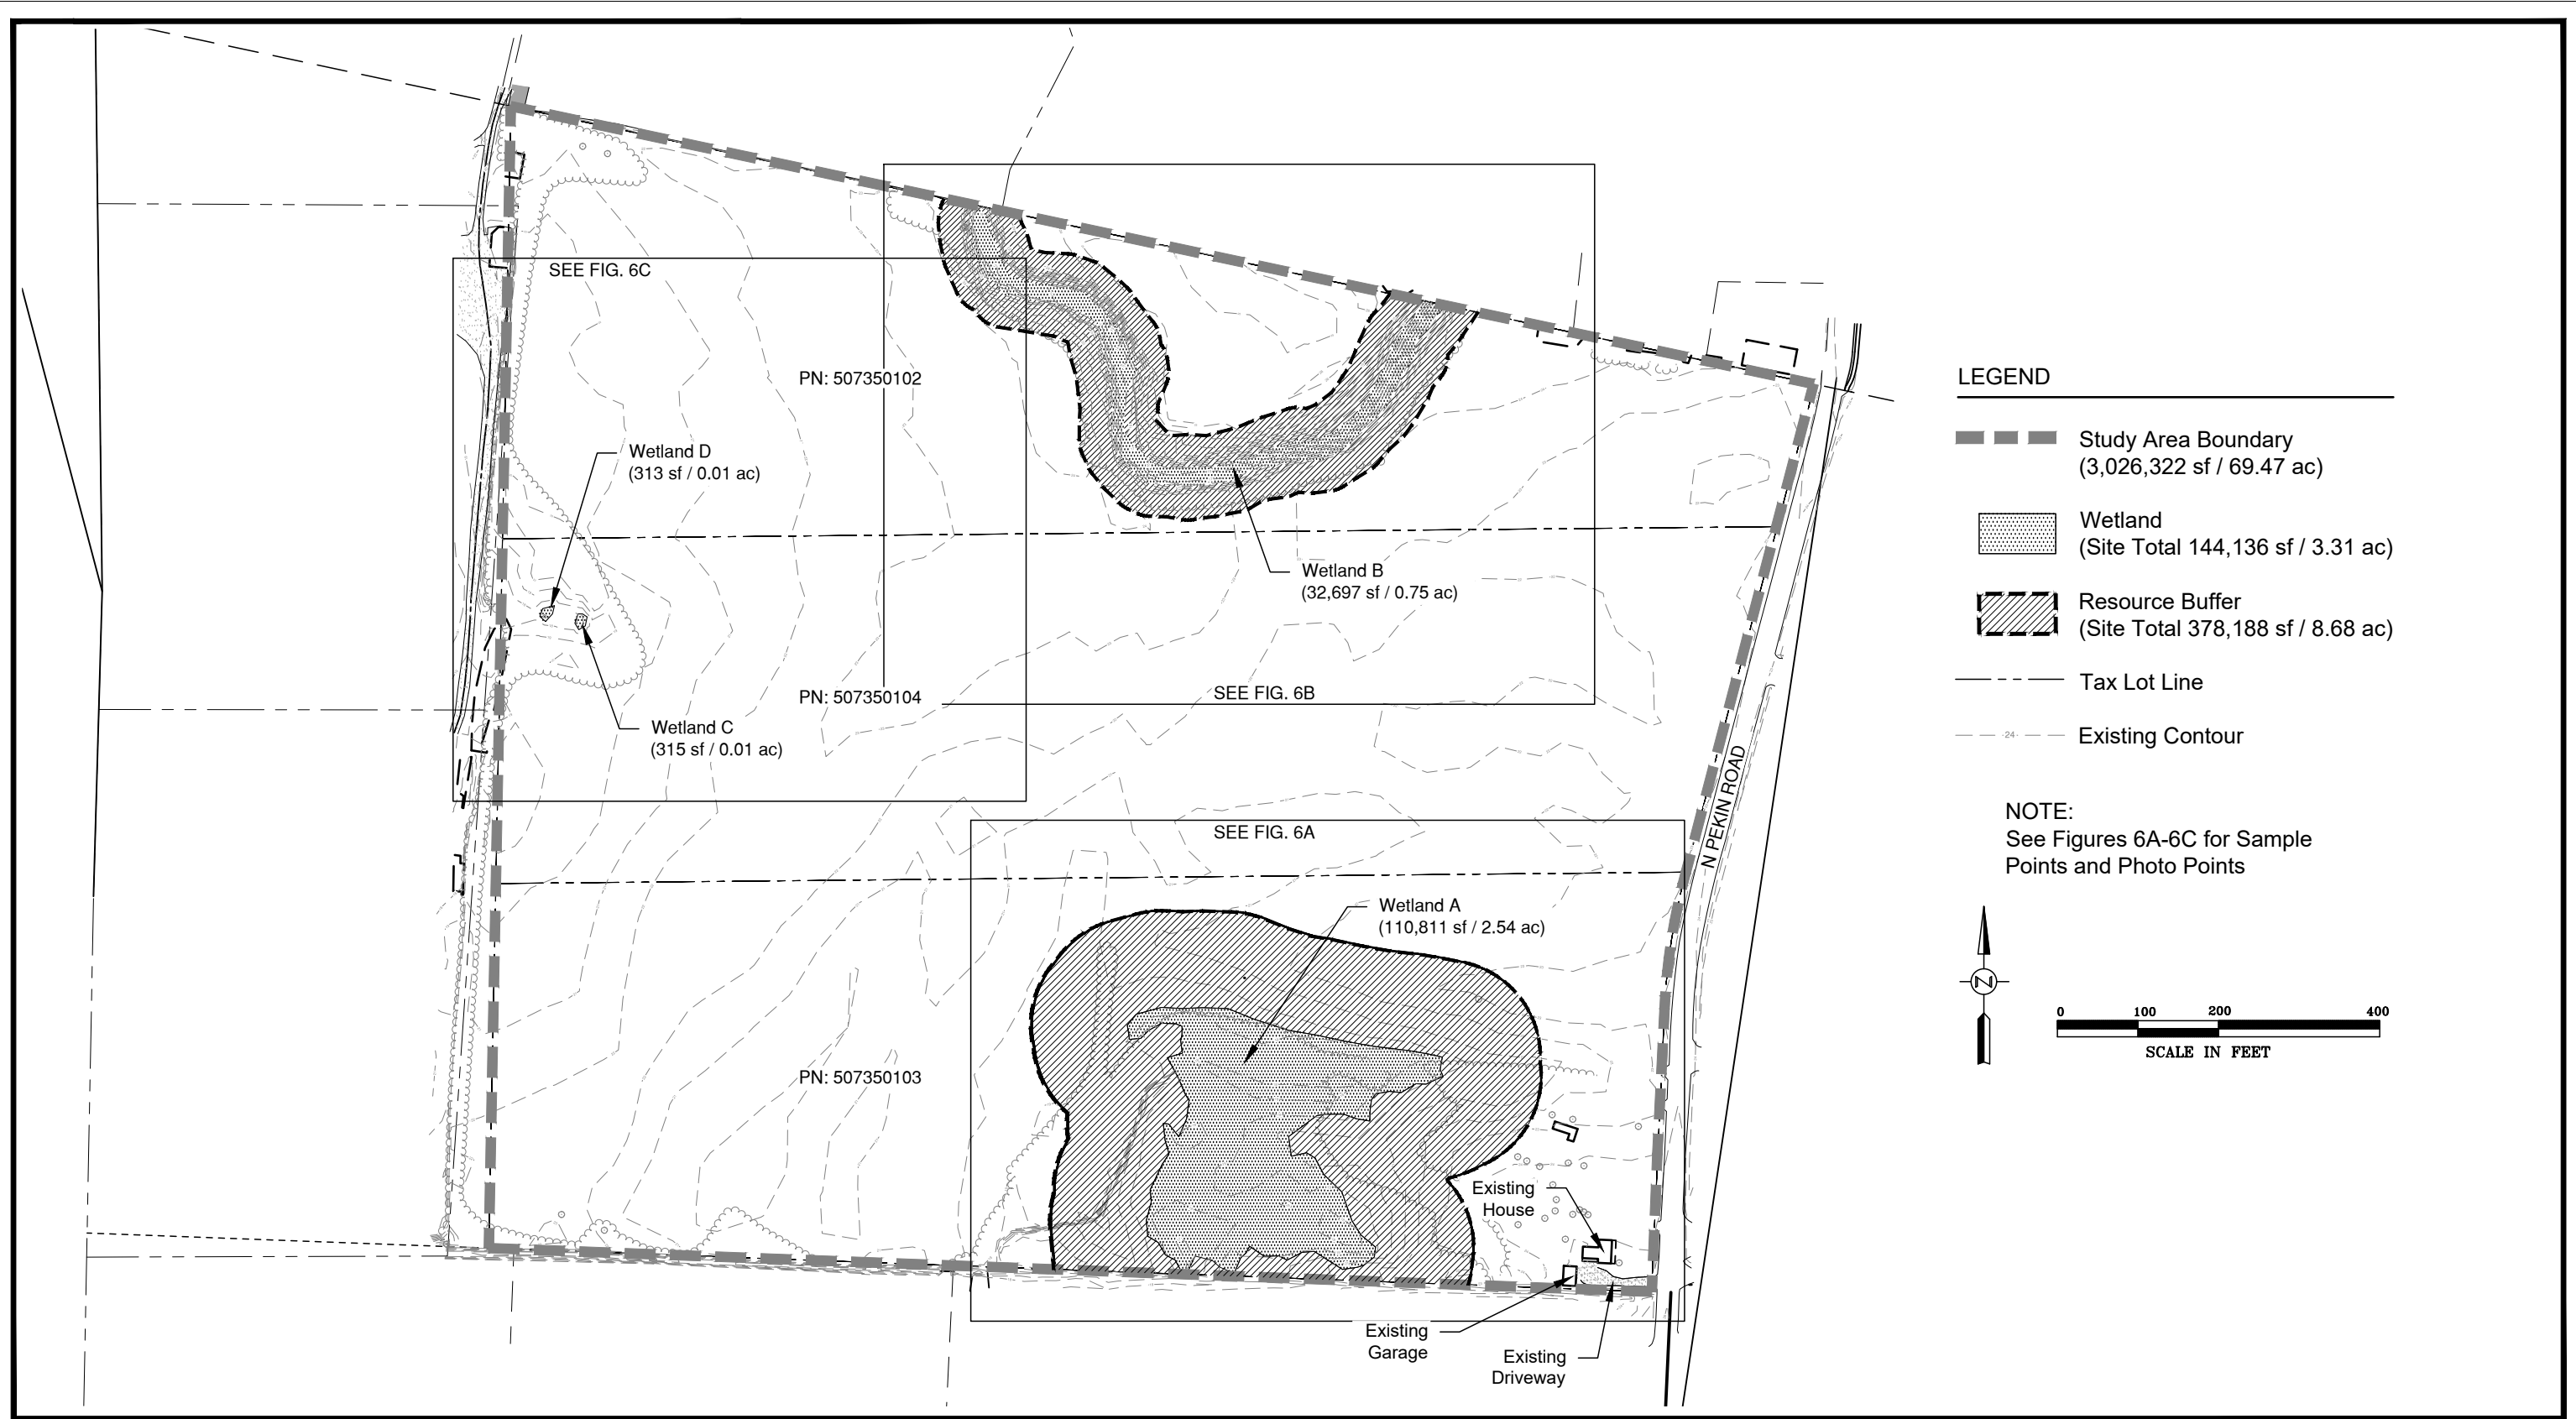 SEE FIG. 6C
PN: 507350102
Wetland D
(313 sf / 0.01 ac)
Wetland B
(32,697 sf / 0.75 ac)
SEE FIG. 6B
PN: 507350104
Wetland C
(315 sf / 0.01 ac)
N PEKIN ROAD
SEE FIG. 6A
Wetland A
(110,811 sf / 2.54 ac)
PN: 507350103
Existing
House
Existing
Garage
Existing
Driveway
LEGEND
Study Area Boundary
(3,026,322 sf / 69.47 ac)
Wetland
(Site Total 144,136 sf / 3.31 ac)
Resource Buffer
(Site Total 378,188 sf / 8.68 ac)
Tax Lot Line
24
Existing Contour
NOTE:
See Figures 6A-6C for Sample
Points and Photo Points
Z
0 100 200 400
SCALE IN FEET